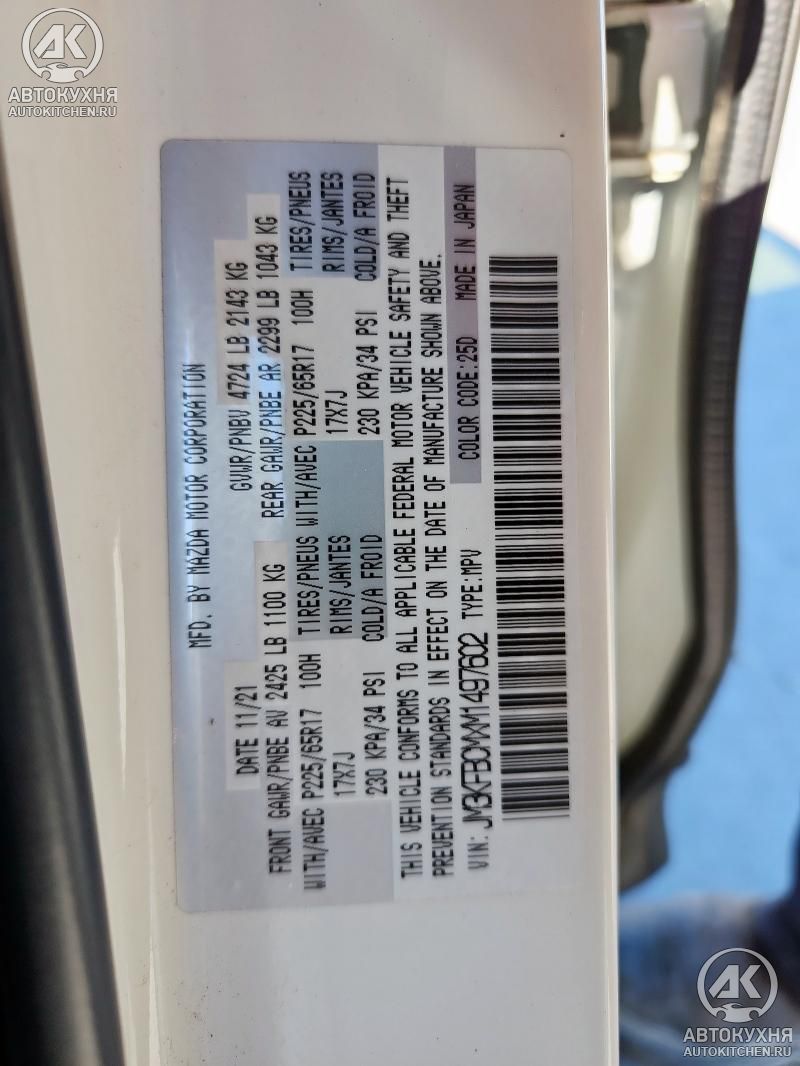 AK
АВТОКУХНЯ
AUTOKITCHEN.RU
MFD. BY MAZDA MOTOR CORPORATION
DATE 11/21 GVWR/PNBV 4724 LB 2143 KG
FRONT GAWR/PNBE AV 2425 LB 1100 KG REAR GAWR/PNBE AR 2299 LB 1043 KG
WITH/AVEC P225/65R17 100H TIRES/PNEUS WITH/AVEC P225/65R17 100H TIRES/PNEUS
17X7J RIMS/JANTES 17X7J RIMS/JANTES
230 KPA/34 PSI COLD/A FROID 230 KPA/34 PSI COLD/A FROID
THIS VEHICLE CONFORMS TO ALL APPLICABLE FEDERAL MOTOR VEHICLE SAFETY AND THEFT
PREVENTION STANDARDS IN EFFECT ON THE DATE OF MANUFACTURE SHOWN ABOVE.
VIN: JM3KFBCMXM1497602 TYPE:MPV COLOR CODE:25D MADE IN JAPAN
AK
АВТОКУХНЯ
AUTOKITCHEN.RU